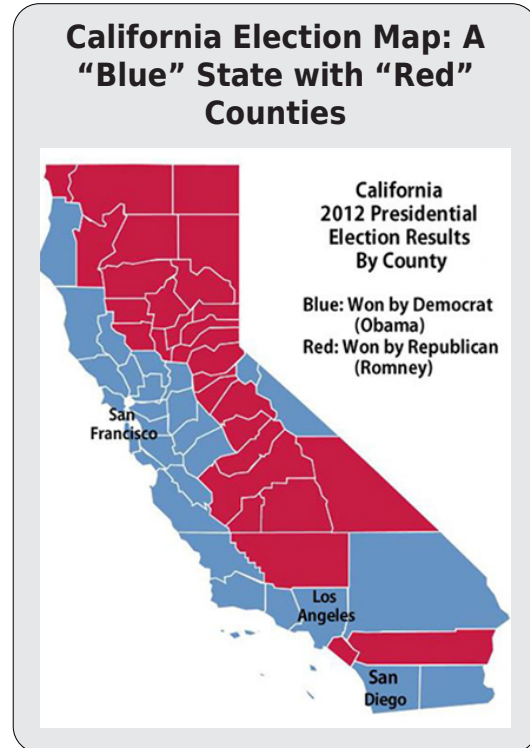 California Election Map: A
“Blue” State with “Red”
Counties
California
2012 Presidential
Election Results
By County
Blue: Won by Democrat
(Obama)
Red: Won by Republican
(Romney)
San
Francisco
Los
Angeles
San
Diego